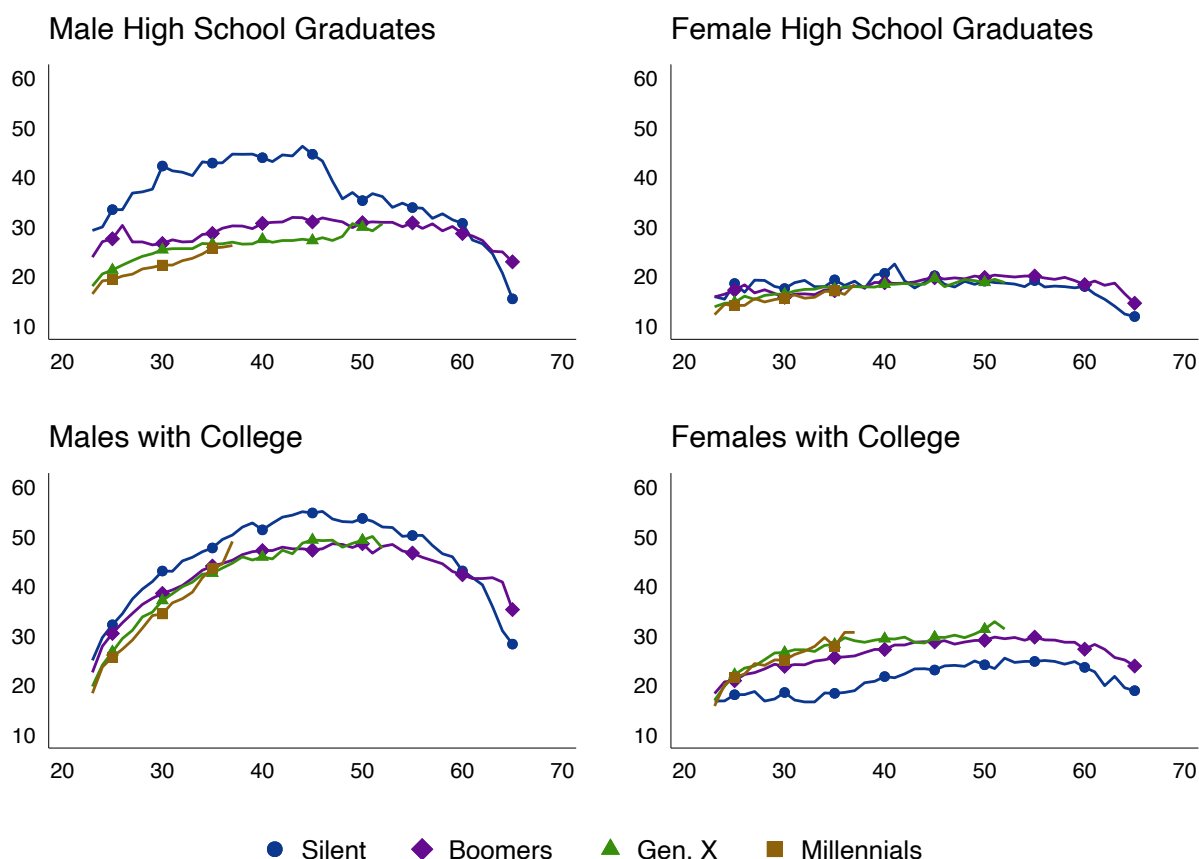 Male High School Graduates
60
50
40
30
20
10
20 30 40 50 60 70
Female High School Graduates
60
50
40
30
20
10
20 30 40 50 60 70
Males with College
60
50
40
30
20
10
20 30 40 50 60 70
Females with College
60
50
40
30
20
10
20 30 40 50 60 70
Silent Boomers Gen. X Millennials